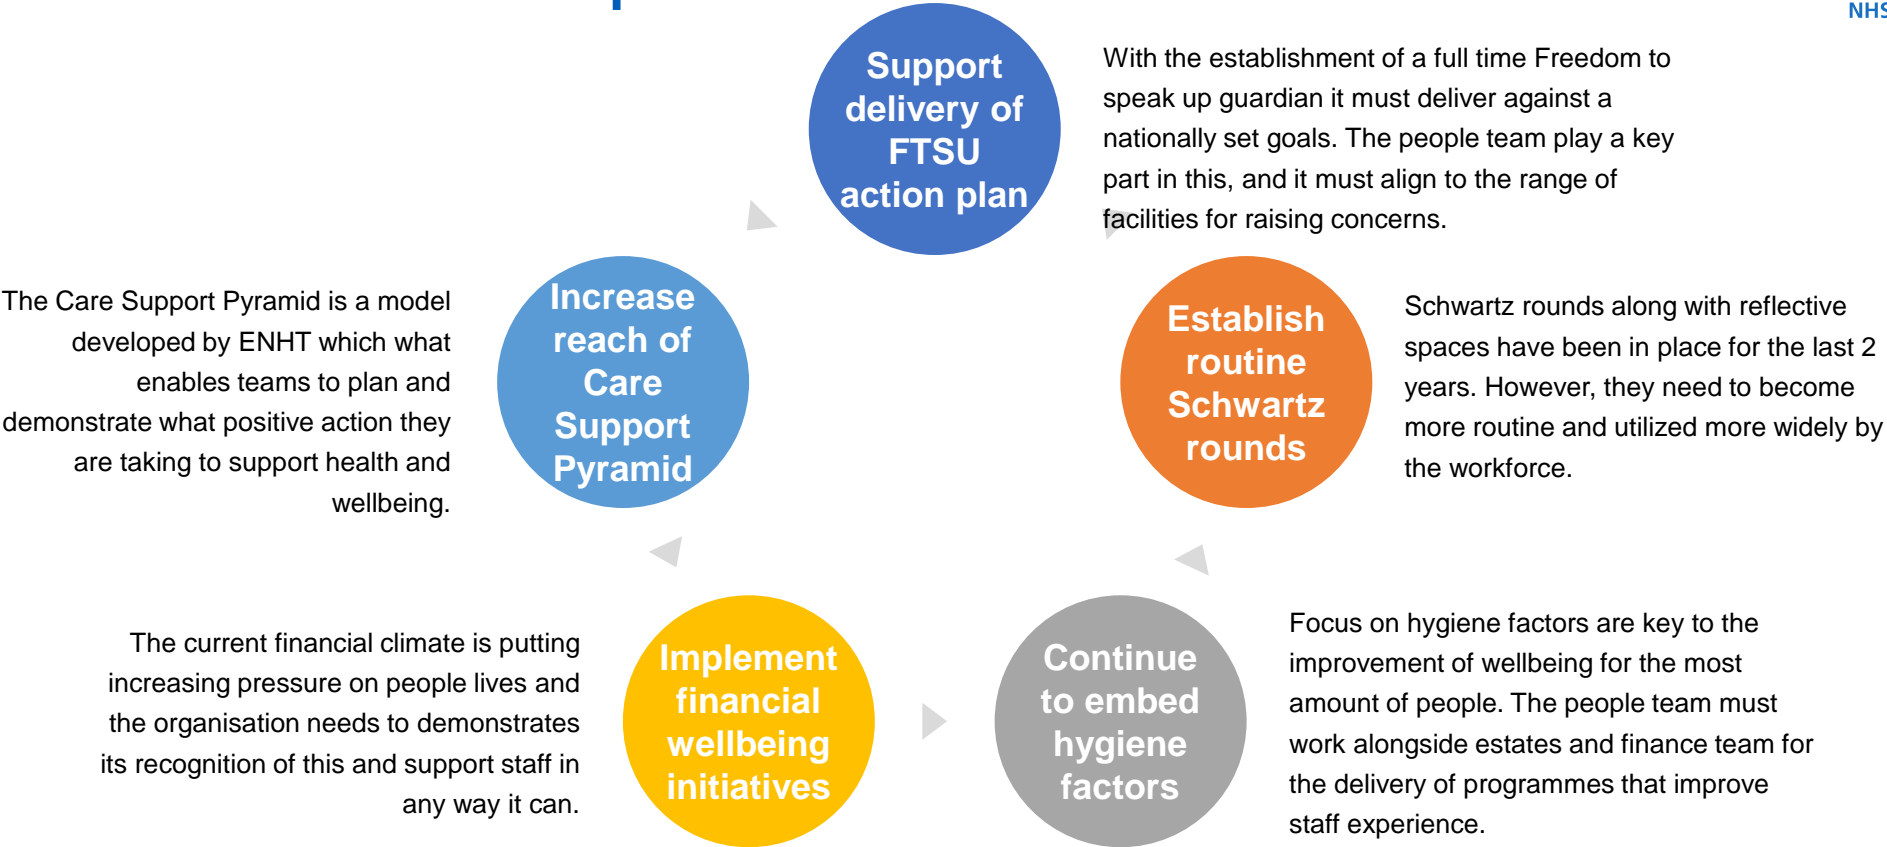 NHS
Support
delivery of
FTSU
action plan
With the establishment of a full time Freedom to
speak up guardian it must deliver against a
nationally set goals. The people team play a key
part in this, and it must align to the range of
facilities for raising concerns.
Establish
routine
Schwartz
rounds
Schwartz rounds along with reflective
spaces have been in place for the last 2
years. However, they need to become
more routine and utilized more widely by
the workforce.
Continue
to embed
hygiene
factors
Focus on hygiene factors are key to the
improvement of wellbeing for the most
amount of people. The people team must
work alongside estates and finance team for
the delivery of programmes that improve
staff experience.
Implement
financial
wellbeing
initiatives
The current financial climate is putting
increasing pressure on people lives and
the organisation needs to demonstrates
its recognition of this and support staff in
any way it can.
Increase
reach of
Care
Support
Pyramid
The Care Support Pyramid is a model
developed by ENHT which what
enables teams to plan and
demonstrate what positive action they
are taking to support health and
wellbeing.